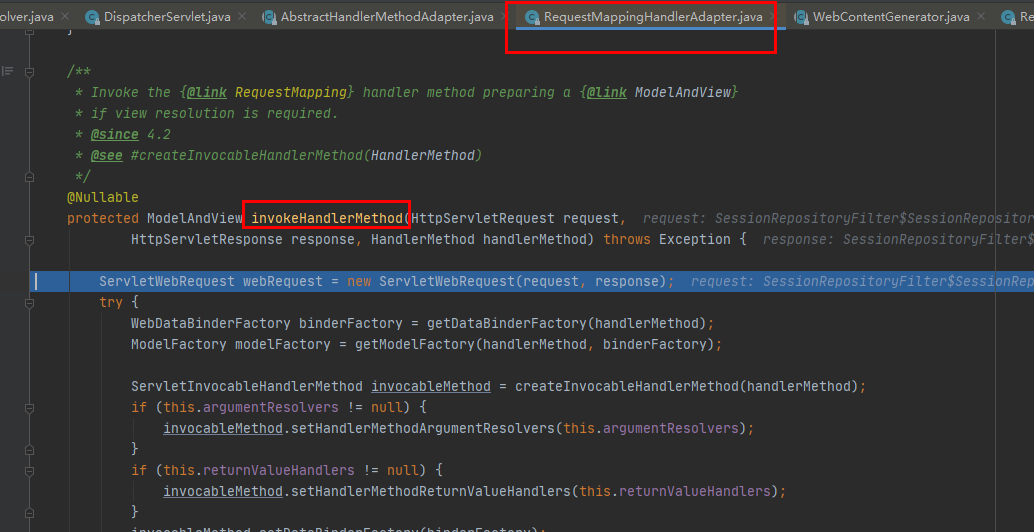 olver.java × DispatcherServlet.java × AbstractHandlerMethodAdapter.java × RequestMappingHandlerAdapter.java × WebContentGenerator.java × Re
}
/**
* Invoke the {@link RequestMapping} handler method preparing a {@link ModelAndView}
* if view resolution is required.
* @since 4.2
* @see #createInvocableHandlerMethod(HandlerMethod)
*/
@Nullable
protected ModelAndView invokeHandlerMethod(HttpServletRequest request, request: SessionRepositoryFilter$SessionRepositor
HttpServletResponse response, HandlerMethod handlerMethod) throws Exception { response: SessionRepositoryFilter$
ServletWebRequest webRequest = new ServletWebRequest(request, response); request: SessionRepositoryFilter$SessionRep
try {
WebDataBinderFactory binderFactory = getDataBinderFactory(handlerMethod);
ModelFactory modelFactory = getModelFactory(handlerMethod, binderFactory);
ServletInvocableHandlerMethod invocableMethod = createInvocableHandlerMethod(handlerMethod);
if (this.argumentResolvers != null) {
invocableMethod.setHandlerMethodArgumentResolvers(this.argumentResolvers);
}
if (this.returnValueHandlers != null) {
invocableMethod.setHandlerMethodReturnValueHandlers(this.returnValueHandlers);
}
invocableMethod.setDataBinderFactory(binderFactory);